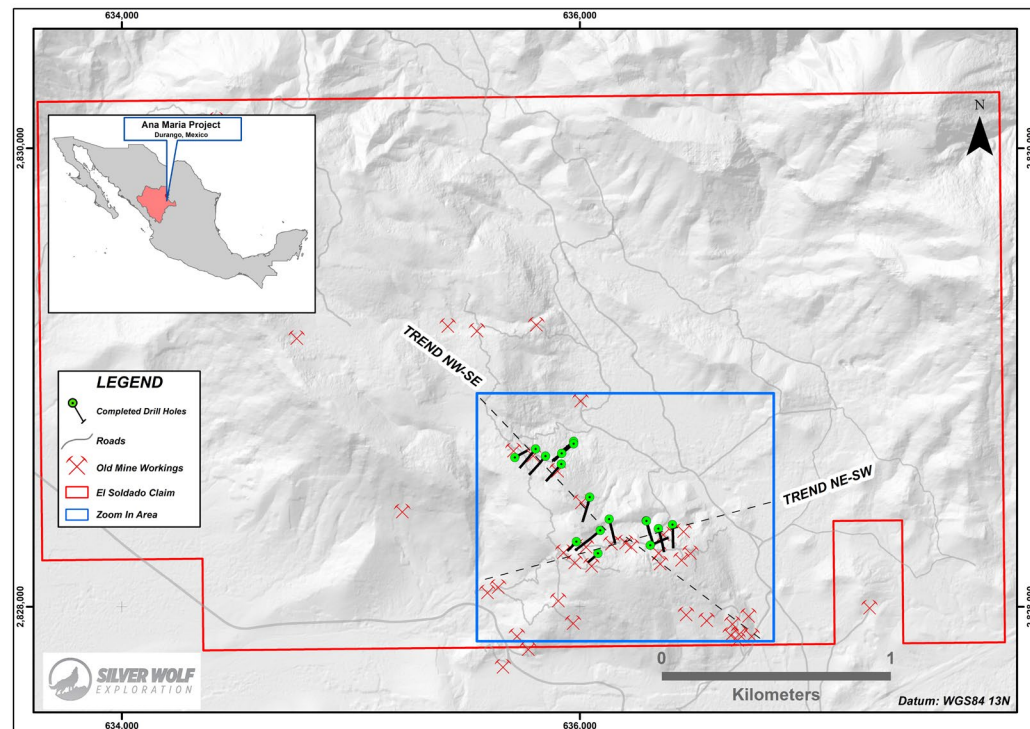 634,000
636,000
N
2,830,000
2,830,000
Ana Maria Project
Durango, Mexico
TREND NW-SE
LEGEND
Completed Drill Holes
Roads
Old Mine Workings
El Soldado Claim
Zoom In Area
TREND NE-SW
2,828,000
2,828,000
SILVER WOLF
EXPLORATION
0
1
Kilometers
Datum: WGS84 13N
634,000
636,000